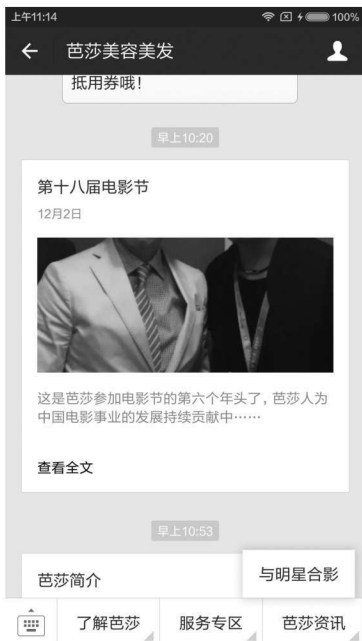 上午11:14
100%
芭莎美容美发
抵用券哦！
早上10:20
第十八届电影节
12月2日
这是芭莎参加电影节的第六个年头了，芭莎人为
中国电影事业的发展持续贡献中……
查看全文
早上10:53
芭莎简介
与明星合影
了解芭莎
服务专区
芭莎资讯